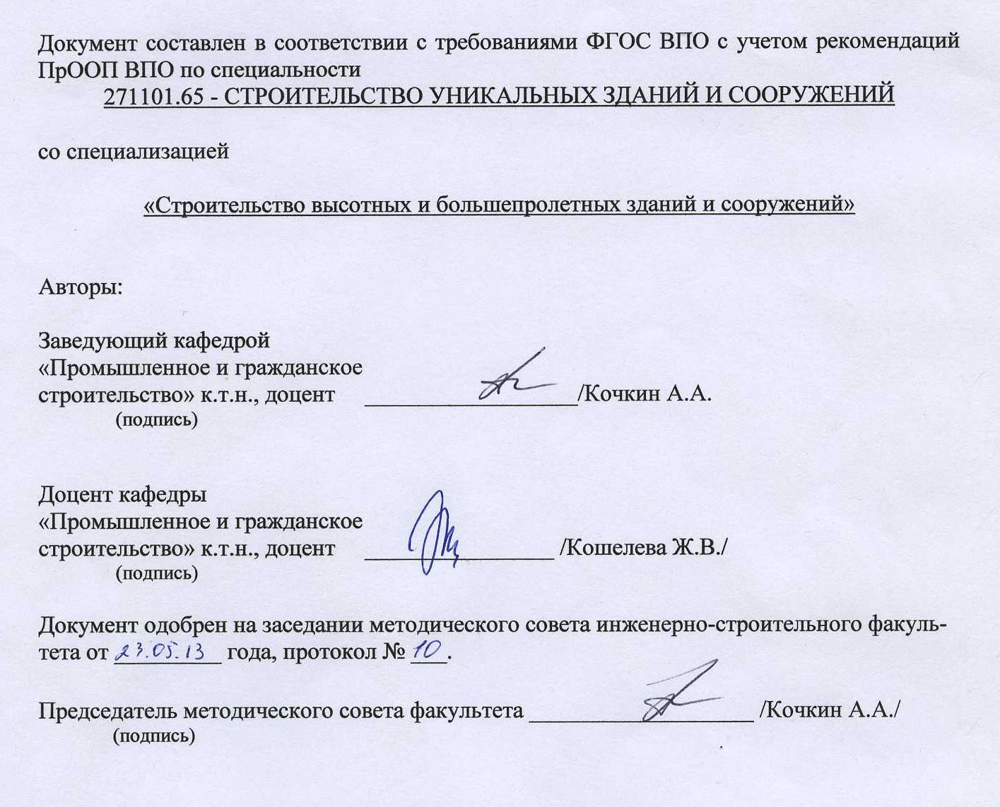 Документ составлен в соответствии с требованиями ФГОС ВПО с учетом рекомендаций
ПрООП ВПО по специальности
271101.65 - СТРОИТЕЛЬСТВО УНИКАЛЬНЫХ ЗДАНИЙ И СООРУЖЕНИЙ
со специализацией
«Строительство высотных и большепролетных зданий и сооружений»
Авторы:
Заведующий кафедрой
«Промышленное и гражданское
строительство» к.т.н., доцент /Кочкин А.А.
(подпись)
Доцент кафедры
«Промышленное и гражданское
строительство» к.т.н., доцент /Кошелева Ж.В./
(подпись)
Документ одобрен на заседании методического совета инженерно-строительного факуль-
тета от 23.05.13 года, протокол № 10.
Председатель методического совета факультета /Кочкин А.А./
(подпись)